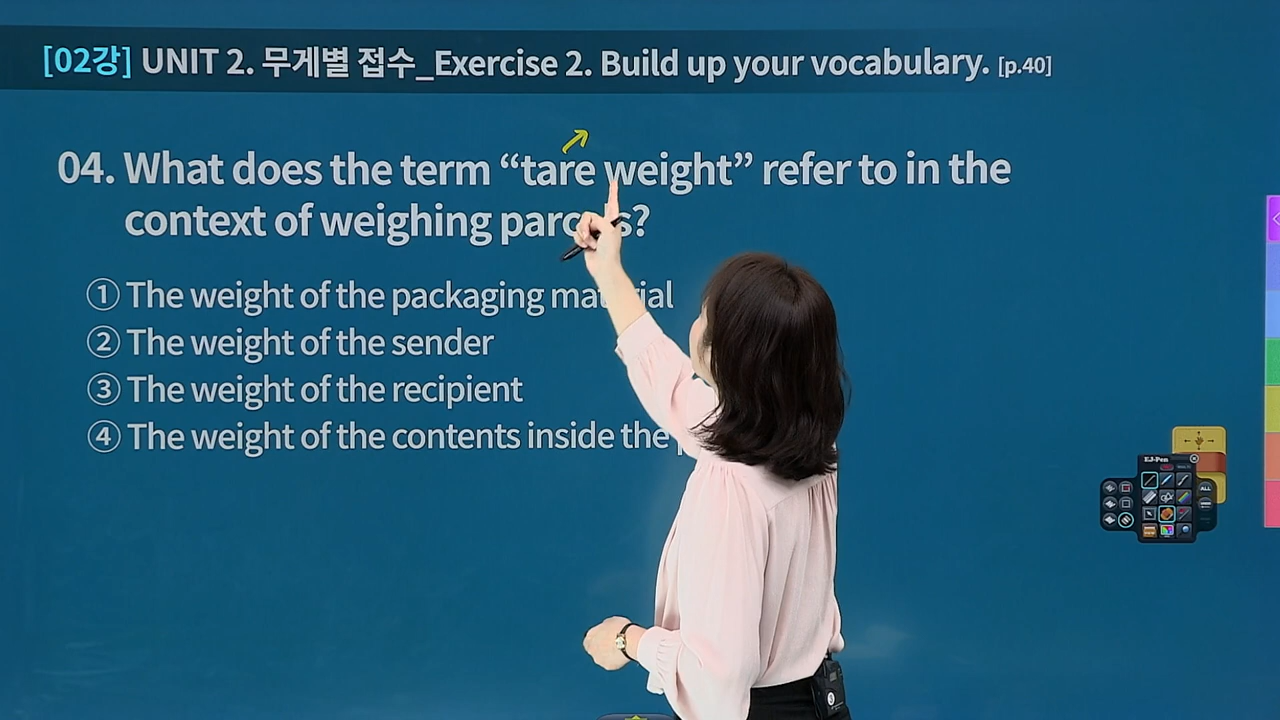 [02강] UNIT 2. 무게별 접수_Exercise 2. Build up your vocabulary. [p.40]
04. What does the term “tare weight” refer to in the
context of weighing
① The weight of the packaging
② The weight of the sender
③ The weight of the recipient
④ The weight of the contents inside the
EJ-Pen
ALL